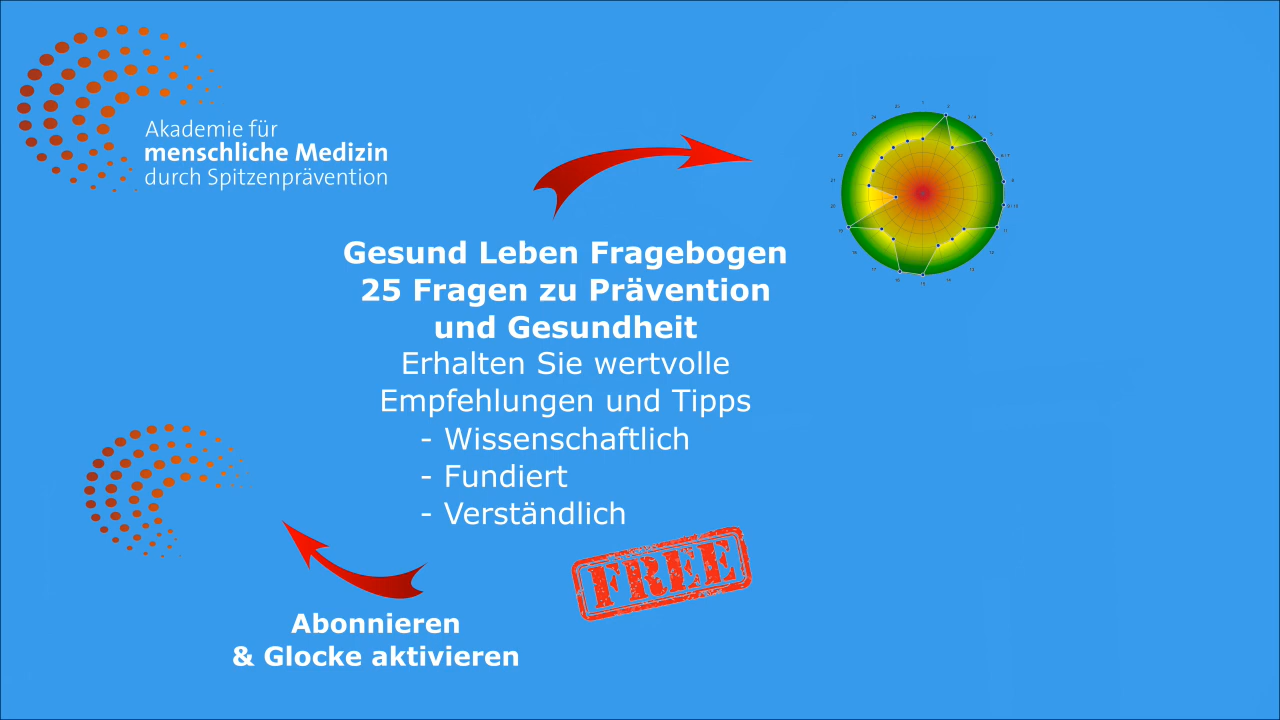 Akademie für
menschliche Medizin
durch Spitzenprävention
Gesund Leben Fragebogen
25 Fragen zu Prävention
und Gesundheit
Erhalten Sie wertvolle
Empfehlungen und Tipps
- Wissenschaftlich
- Fundiert
- Verständlich
FREE
Abonnieren
& Glocke aktivieren